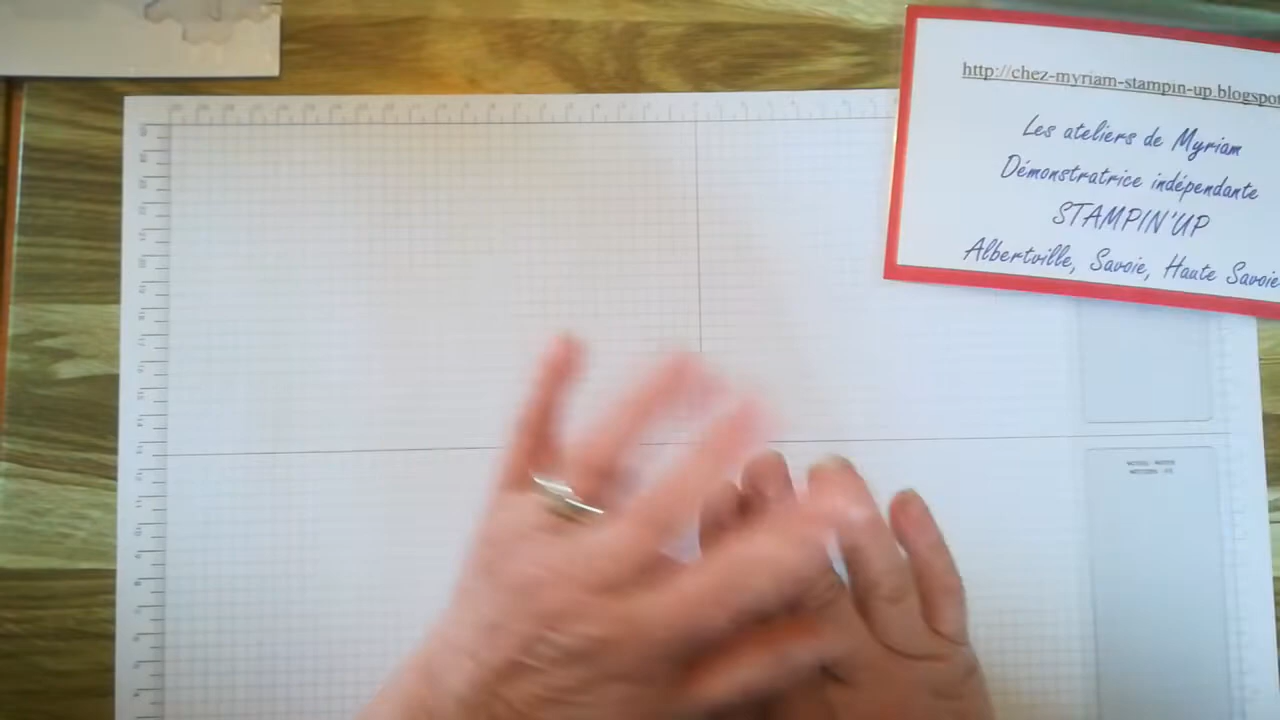 http://chez-myriam-stampin-up.blogspot
Les ateliers de Myriam
Démonstratrice indépendante
STAMPIN'UP
Albertville, Savoie, Haute Savoie